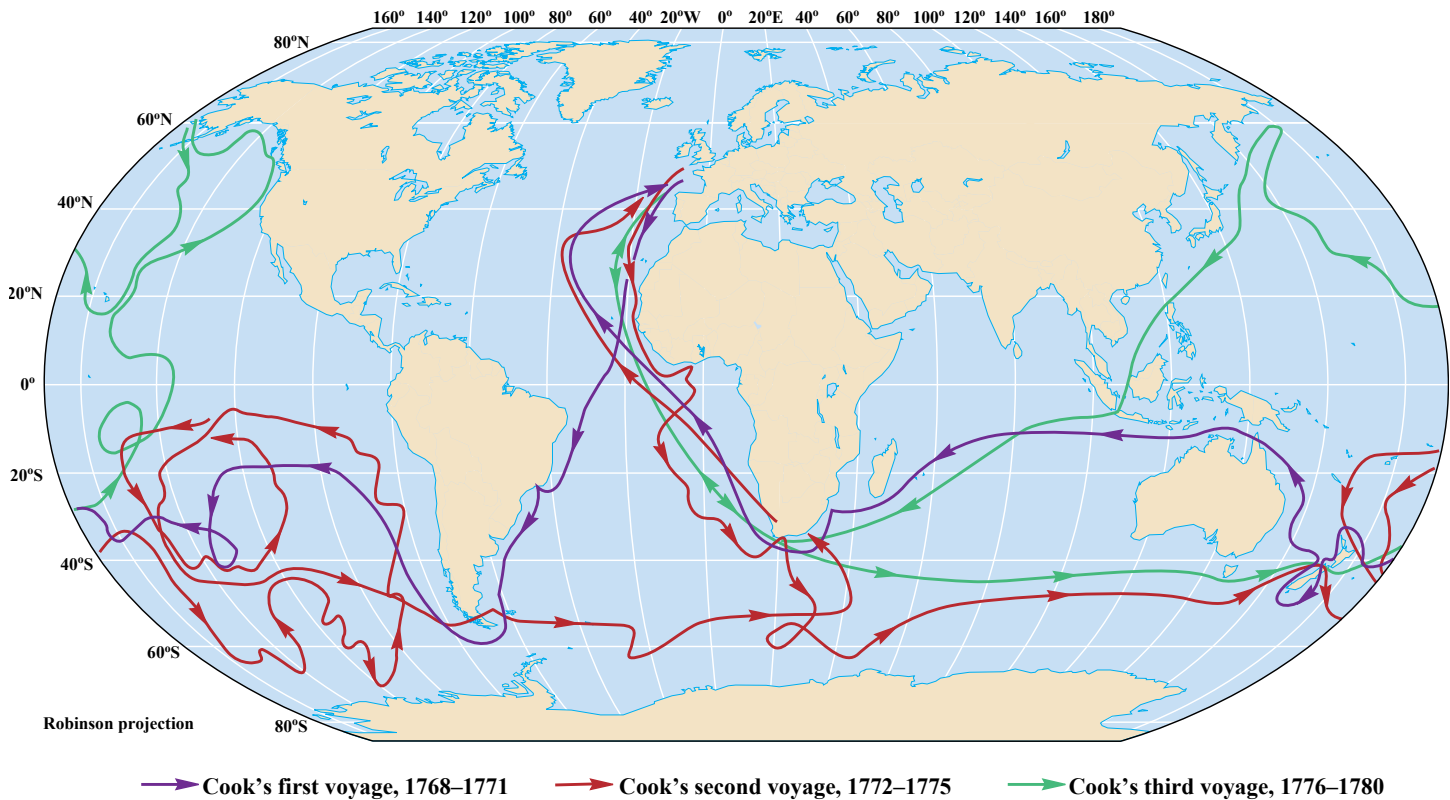 160º 140º 120º 100º 80º 60º 40º 20ºW 0º 20ºE 40º 60º 80º 100º 120º 140º 160º 180º
80ºN
60ºN
40ºN
20ºN
0º
20ºS
40ºS
60ºS
80ºS
Robinson projection
Cook's first voyage, 1768–1771 Cook's second voyage, 1772–1775 Cook's third voyage, 1776–1780